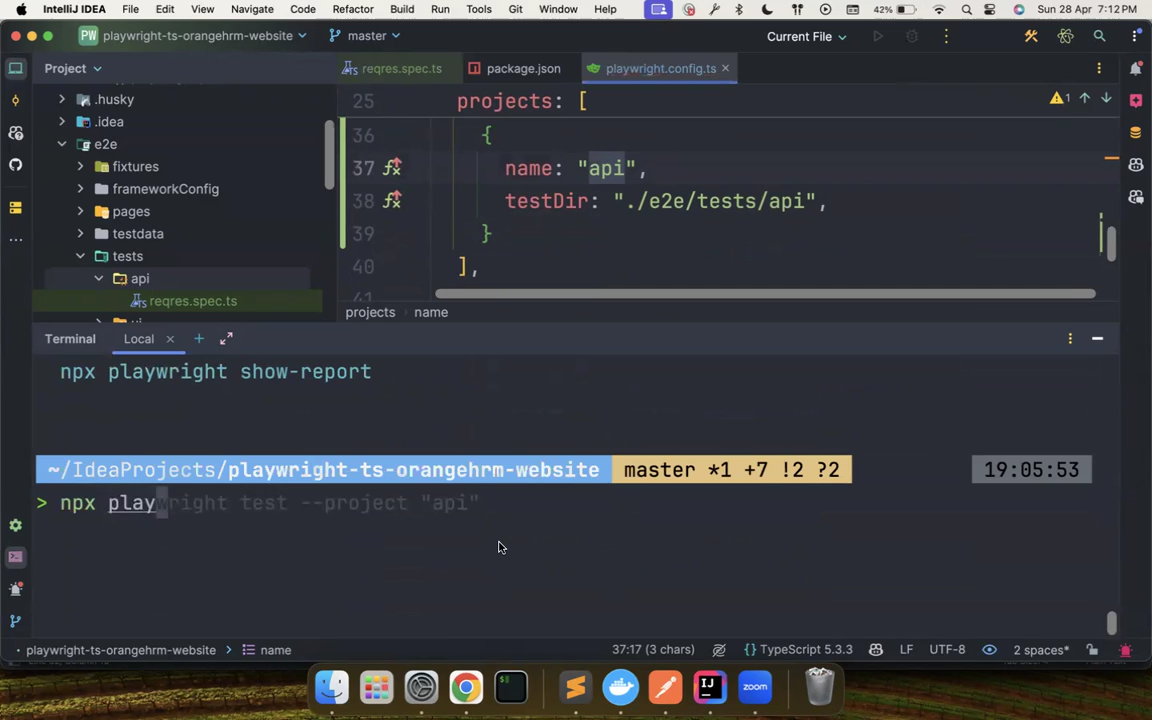 IntelliJ IDEA File Edit View Navigate Code Refactor Build Run Tools Git Window Help 42% Sun 28 Apr 7:12 PM
PW playwright-ts-orangehrm-website master Current File
Project reqres.spec.ts package.json playwright.config.ts
.husky
.idea
e2e
fixtures
frameworkConfig
pages
testdata
tests
api
reqres.spec.ts
25 projects: [
1
36 {
37 name: "api",
38 testDir: "./e2e/tests/api",
39 }
40 ],
projects name
Terminal Local
npx playwright show-report
~/IdeaProjects/playwright-ts-orangehrm-website master *1 +7 !2 ?2 19:05:53
> npx playwright test --project "api"
playwright-ts-orangehrm-website name 37:17 (3 chars) {} TypeScript 5.3.3 LF UTF-8 2 spaces*
IJ zoom